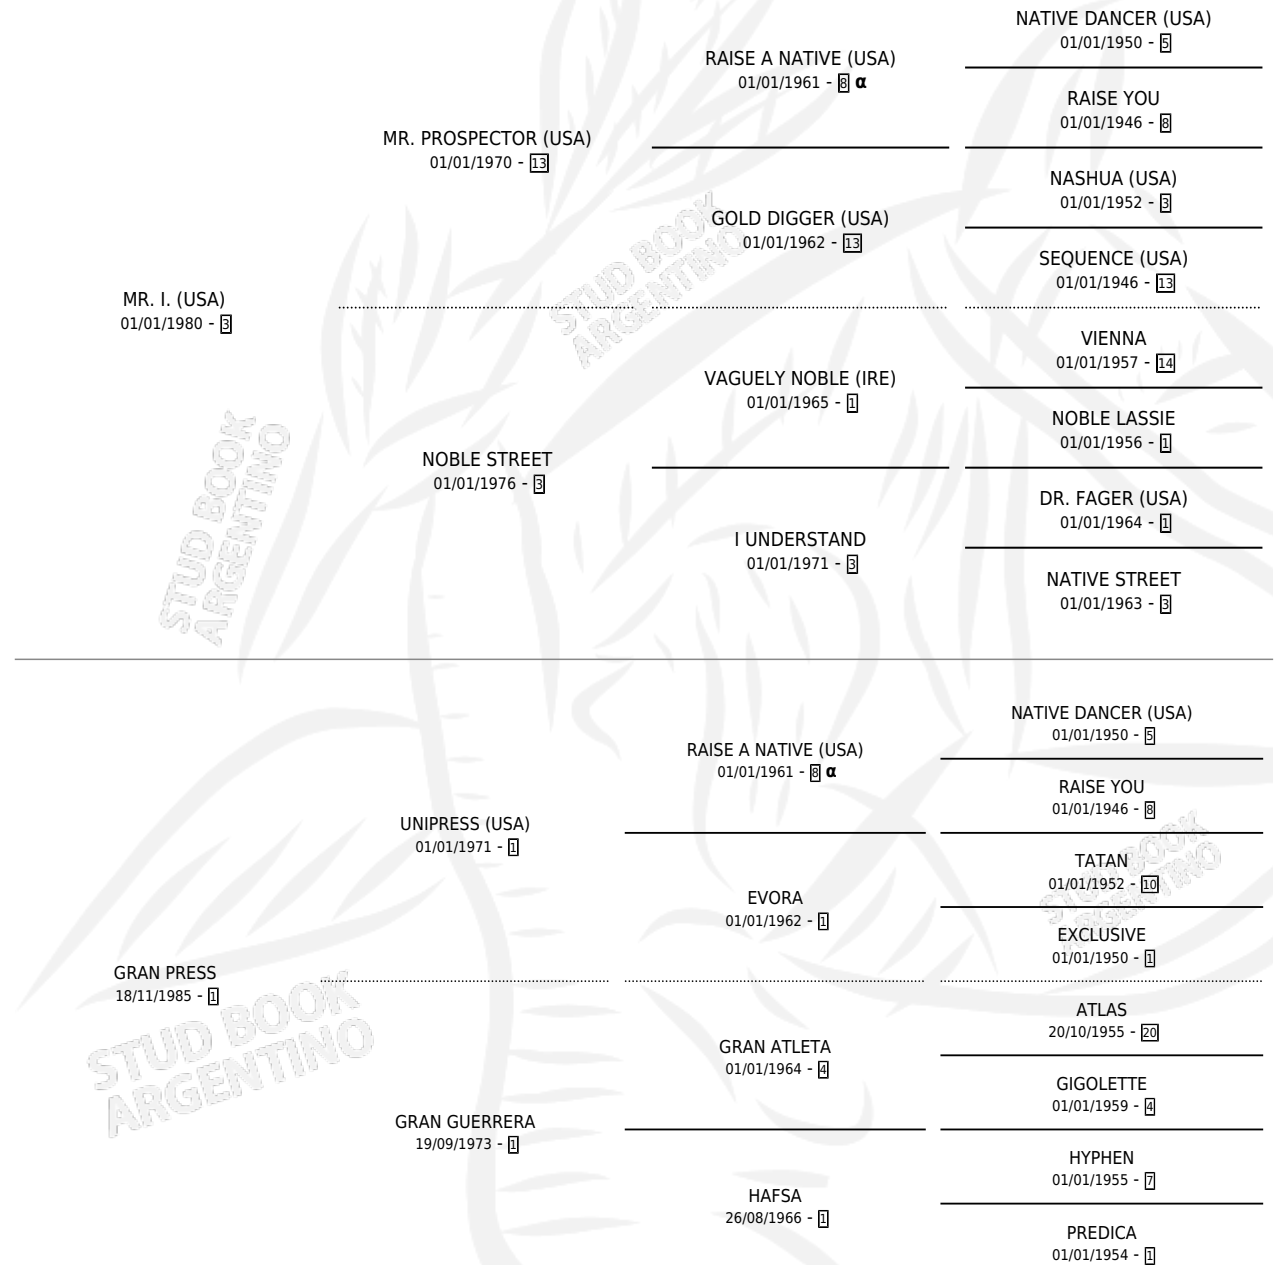 NATIVE DANCER (USA)
01/01/1950 - 5
RAISE A NATIVE (USA)
01/01/1961 - 8 α
RAISE YOU
01/01/1946 - 8
MR. PROSPECTOR (USA)
01/01/1970 - 13
NASHUA (USA)
01/01/1952 - 3
GOLD DIGGER (USA)
01/01/1962 - 13
SEQUENCE (USA)
01/01/1946 - 13
MR. I. (USA)
01/01/1980 - 3
VIENNA
01/01/1957 - 14
VAGUELY NOBLE (IRE)
01/01/1965 - 1
NOBLE LASSIE
01/01/1956 - 1
NOBLE STREET
01/01/1976 - 3
DR. FAGER (USA)
01/01/1964 - 1
I UNDERSTAND
01/01/1971 - 3
NATIVE STREET
01/01/1963 - 3
NATIVE DANCER (USA)
01/01/1950 - 5
RAISE A NATIVE (USA)
01/01/1961 - 8 α
RAISE YOU
01/01/1946 - 8
UNIPRESS (USA)
01/01/1971 - 1
TATAN
01/01/1952 - 10
EVORA
01/01/1962 - 1
EXCLUSIVE
01/01/1950 - 1
GRAN PRESS
18/11/1985 - 1
ATLAS
20/10/1955 - 20
GRAN ATLETA
01/01/1964 - 4
GIGOLETTE
01/01/1959 - 4
GRAN GUERRERA
19/09/1973 - 1
HYPHEN
01/01/1955 - 7
HAFSA
26/08/1966 - 1
PREDICA
01/01/1954 - 1
STUD BOOK
ARGENTINO
STUD BOOK
ARGENTINO
STUD BOOK
ARGENTINO
STUD BOOK
ARGENTINO